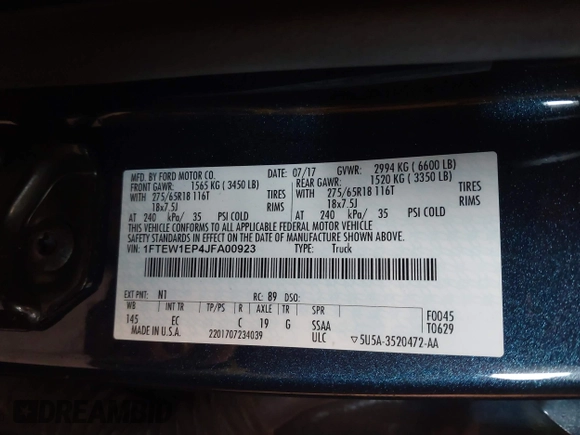 MFD. BY FORD MOTOR CO.
DATE: 07/17 GVWR: 2994 KG (6600 LB)
FRONT GAWR: 1565 KG (3450 LB) REAR GAWR: 1520 KG (3350 LB)
WITH 275/65R18 116T TIRES WITH 275/65R18 116T TIRES
18x7.5J RIMS 18x7.5J RIMS
AT 240 kPa/ 35 PSI COLD AT 240 kPa/ 35 PSI COLD
THIS VEHICLE CONFORMS TO ALL APPLICABLE FEDERAL MOTOR VEHICLE
SAFETY STANDARDS IN EFFECT ON THE DATE OF MANUFACTURE SHOWN ABOVE.
VIN: 1FTEW1EP4JFA00923 TYPE: Truck
EXT PNT: N1 RC: 89 DSO:
WB INT TR TP/PS R AXLE TR SPR
145 EC C 19 G SSAA
F0045
T0629
MADE IN U.S.A. 2201707234039 ULC ▽5U5A-3520472-AA
DREAMBID